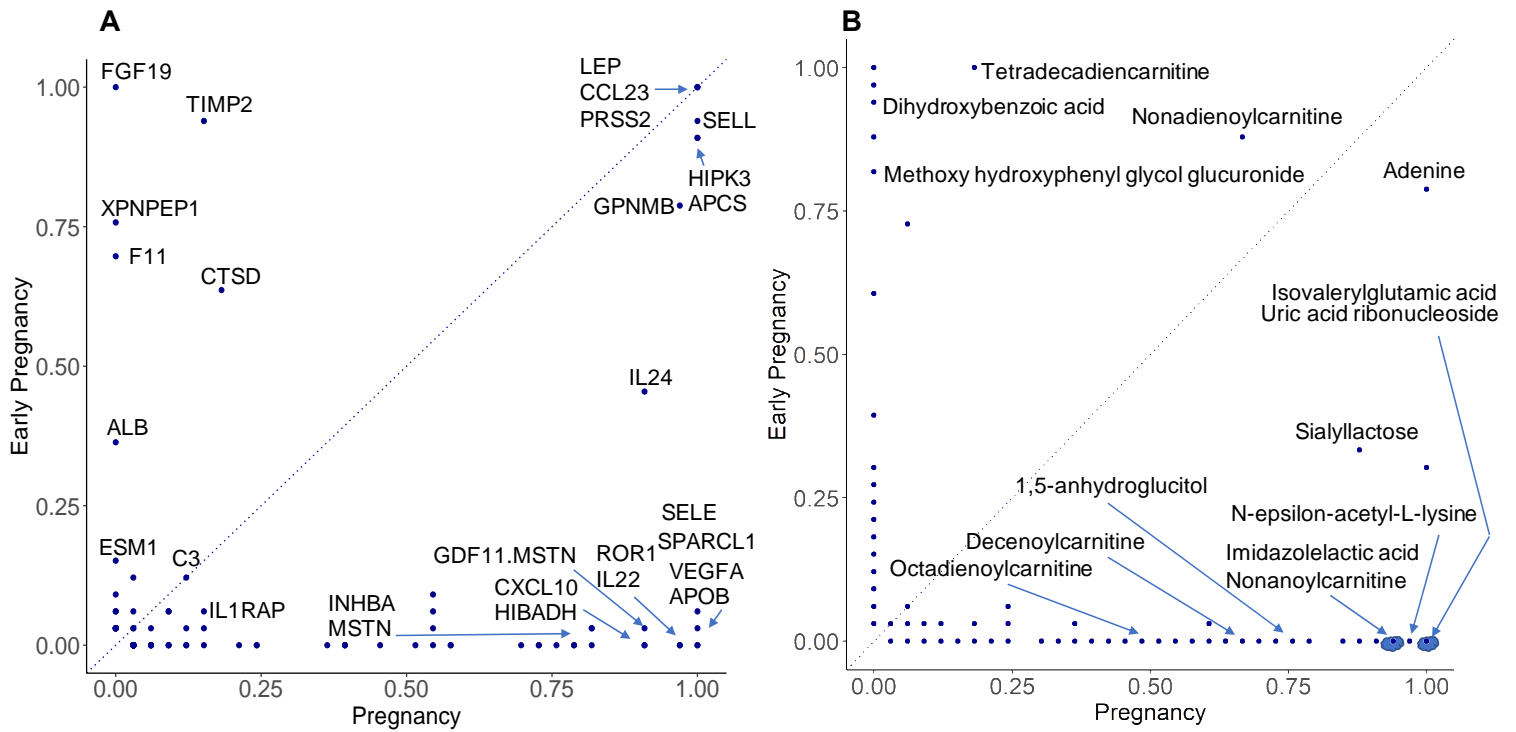 A
FGF19
TIMP2
LEP
CCL23
PRSS2
SELL
HIPK3
APCS
GPNMB
XPNPEP1
F11
CTSD
IL24
ALB
ESM1
C3
IL1RAP
INHBA
MSTN
GDF11.MSTN
CXCL10
HIBADH
ROR1
IL22
SELE
SPARCL1
VEGFA
APOB
1.00
0.75
0.50
0.25
0.00
Early Pregnancy
0.00 0.25 0.50 0.75 1.00
Pregnancy
B
Tetradecadiencarnitine
Dihydroxybenzoic acid
Nonadienoylcarnitine
Methoxy hydroxyphenyl glycol glucuronide
Adenine
Isovalerylglutamic acid
Uric acid ribonucleoside
Sialyllactose
1,5-anhydroglucitol
N-epsilon-acetyl-L-lysine
Decenoylcarnitine
Octadienoylcarnitine
Imidazolelactic acid
Nonanoylcarnitine
1.00
0.75
0.50
0.25
0.00
Early Pregnancy
0.00 0.25 0.50 0.75 1.00
Pregnancy